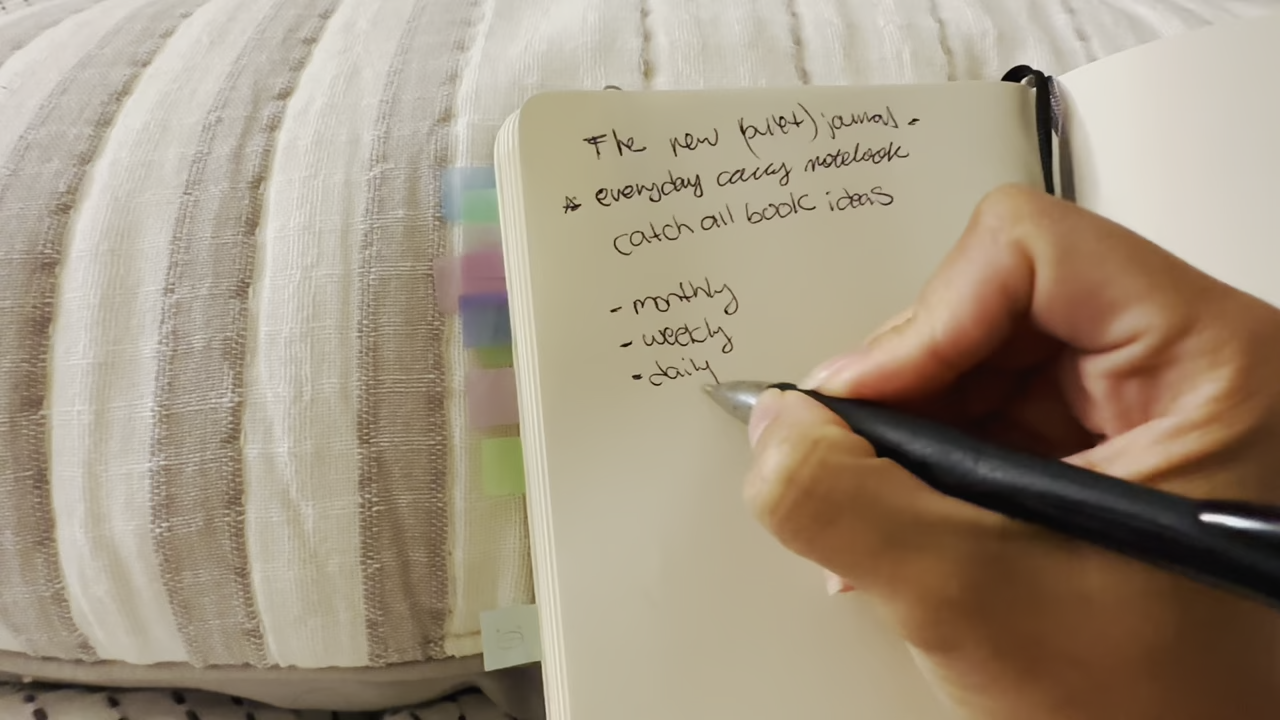 The new (bullet) journal -
* everyday carry notebook
catch all book ideas
- monthly
- weekly
- daily